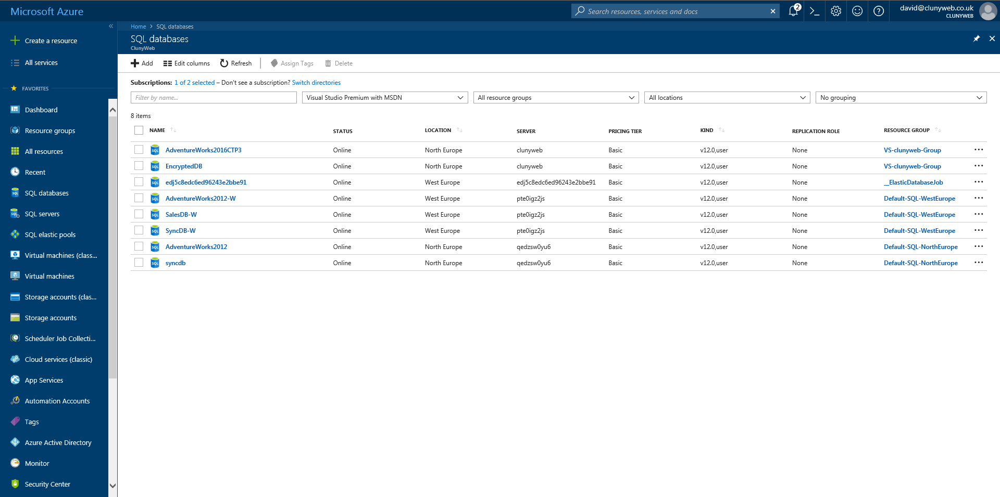 Microsoft Azure
Search resources, services and docs
2
david@clunyweb.co.uk
CLUNYWEB
Create a resource
All services
FAVORITES
Dashboard
Resource groups
All resources
Recent
SQL databases
SQL servers
SQL elastic pools
Virtual machines (class...
Virtual machines
Storage accounts (clas...
Storage accounts
Scheduler Job Collecti...
Cloud services (classic)
App Services
Automation Accounts
Tags
Azure Active Directory
Monitor
Security Center
Home > SQL databases
SQL databases
ClunyWeb
Add Edit columns Refresh Assign Tags Delete
Subscriptions: 1 of 2 selected – Don't see a subscription? Switch directories
Filter by name... Visual Studio Premium with MSDN All resource groups All locations No grouping
8 items
NAME STATUS LOCATION SERVER PRICING TIER KIND REPLICATION ROLE RESOURCE GROUP
SQL AdventureWorks2016CTP3 Online North Europe clunyweb Basic v12.0,user None VS-clunyweb-Group ...
SQL EncryptedDB Online North Europe clunyweb Basic v12.0,user None VS-clunyweb-Group ...
SQL edj5c8edc6ed96243e2bbe91 Online West Europe edj5c8edc6ed96243e2bbe91 Basic v12.0,user None __ElasticDatabaseJob ...
SQL AdventureWorks2012-W Online West Europe pte0igz2js Basic v12.0,user None Default-SQL-WestEurope ...
SQL SalesDB-W Online West Europe pte0igz2js Basic v12.0,user None Default-SQL-WestEurope ...
SQL SyncDB-W Online West Europe pte0igz2js Basic v12.0,user None Default-SQL-WestEurope ...
SQL AdventureWorks2012 Online North Europe qedzsw0yu6 Basic v12.0,user None Default-SQL-NorthEurope ...
SQL syncdb Online North Europe qedzsw0yu6 Basic v12.0,user None Default-SQL-NorthEurope ...